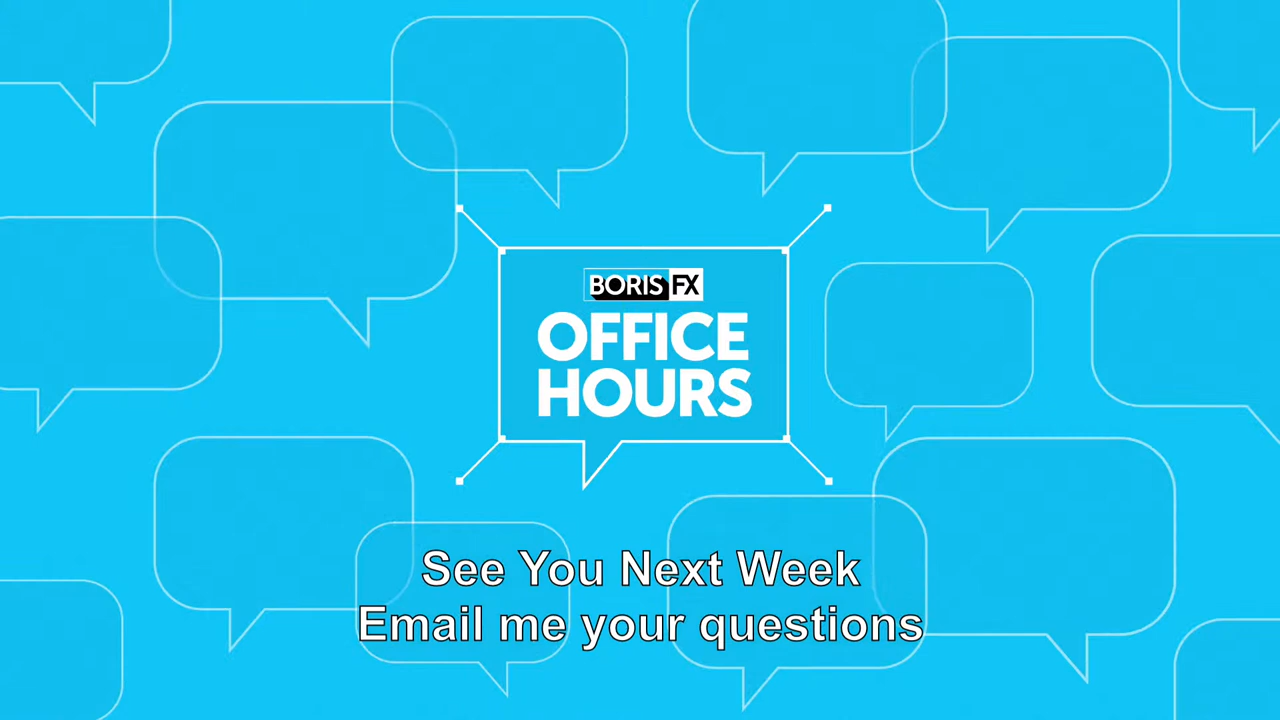 BORIS FX
OFFICE
HOURS
See You Next Week
Email me your questions